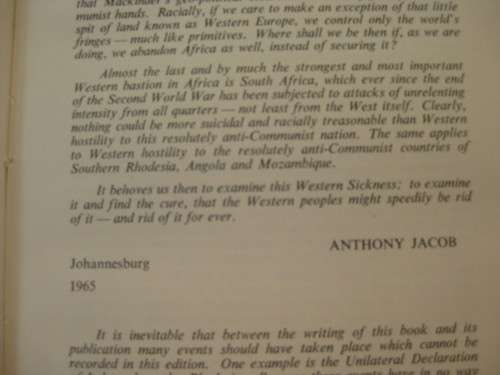 that Mackinder's
munist hands. Racially, if we care to make an exception of that little
spit of land known as Western Europe, we control only the world's
fringes — much like primitives. Where shall we be then if, as we are
doing, we abandon Africa as well, instead of securing it?
Almost the last and by much the strongest and most important
Western bastion in Africa is South Africa, which ever since the end
of the Second World War has been subjected to attacks of unrelenting
intensity from all quarters — not least from the West itself. Clearly,
nothing could be more suicidal and racially treasonable than Western
hostility to this resolutely anti-Communist nation. The same applies
to Western hostility to the resolutely anti-Communist countries of
Southern Rhodesia, Angola and Mozambique.
It behoves us then to examine this Western Sickness; to examine
it and find the cure, that the Western peoples might speedily be rid
of it — and rid of it for ever.
ANTHONY JACOB
Johannesburg
1965
It is inevitable that between the writing of this book and its
publication many events should have taken place which cannot be
recorded in this edition. One example is the Unilateral Declaration